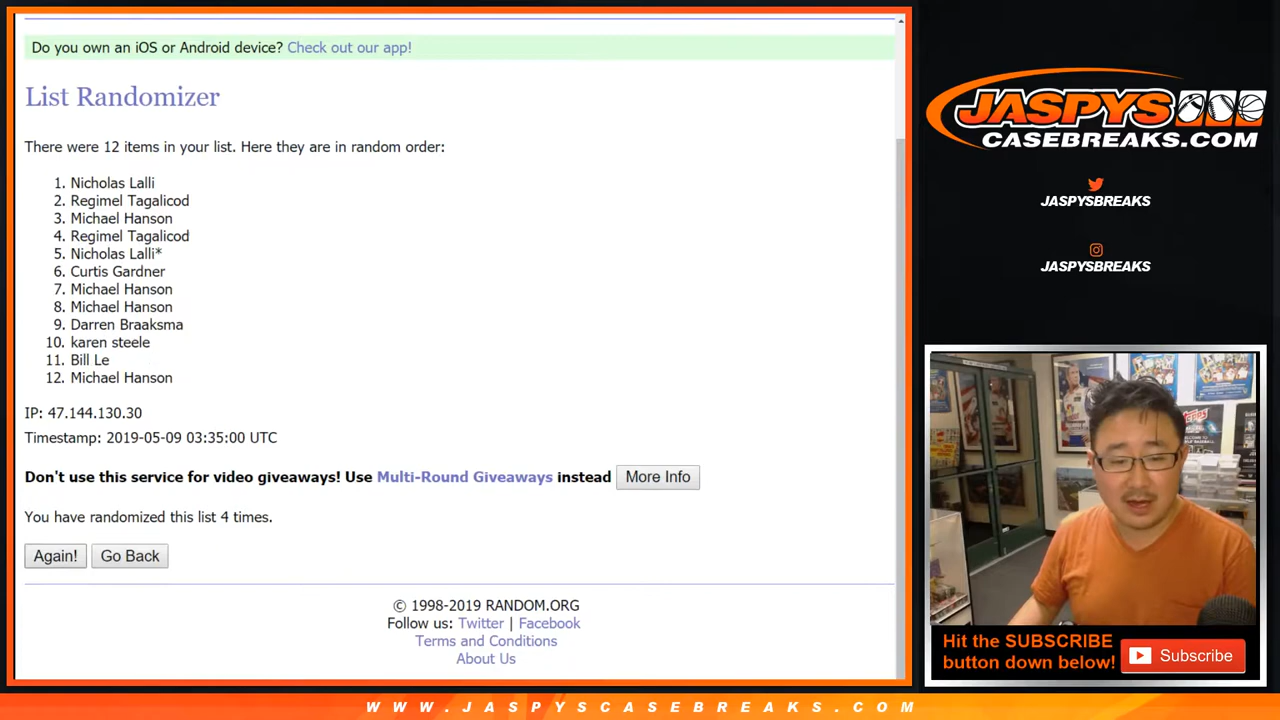 Do you own an iOS or Android device? Check out our app!
List Randomizer
There were 12 items in your list. Here they are in random order:
1. Nicholas Lalli
2. Regimel Tagalicod
3. Michael Hanson
4. Regimel Tagalicod
5. Nicholas Lalli*
6. Curtis Gardner
7. Michael Hanson
8. Michael Hanson
9. Darren Braaksma
10. karen steele
11. Bill Le
12. Michael Hanson
IP: 47.144.130.30
Timestamp: 2019-05-09 03:35:00 UTC
Don't use this service for video giveaways! Use Multi-Round Giveaways instead More Info
You have randomized this list 4 times.
Again! Go Back
© 1998-2019 RANDOM.ORG
Follow us: Twitter | Facebook
Terms and Conditions
About Us
JASPYS
CASEBREAKS.COM
JASPYSBREAKS
JASPYSBREAKS
topps
Hit the SUBSCRIBE
button down below!
Subscribe
WWW.JASPYSCASEBREAKS.COM